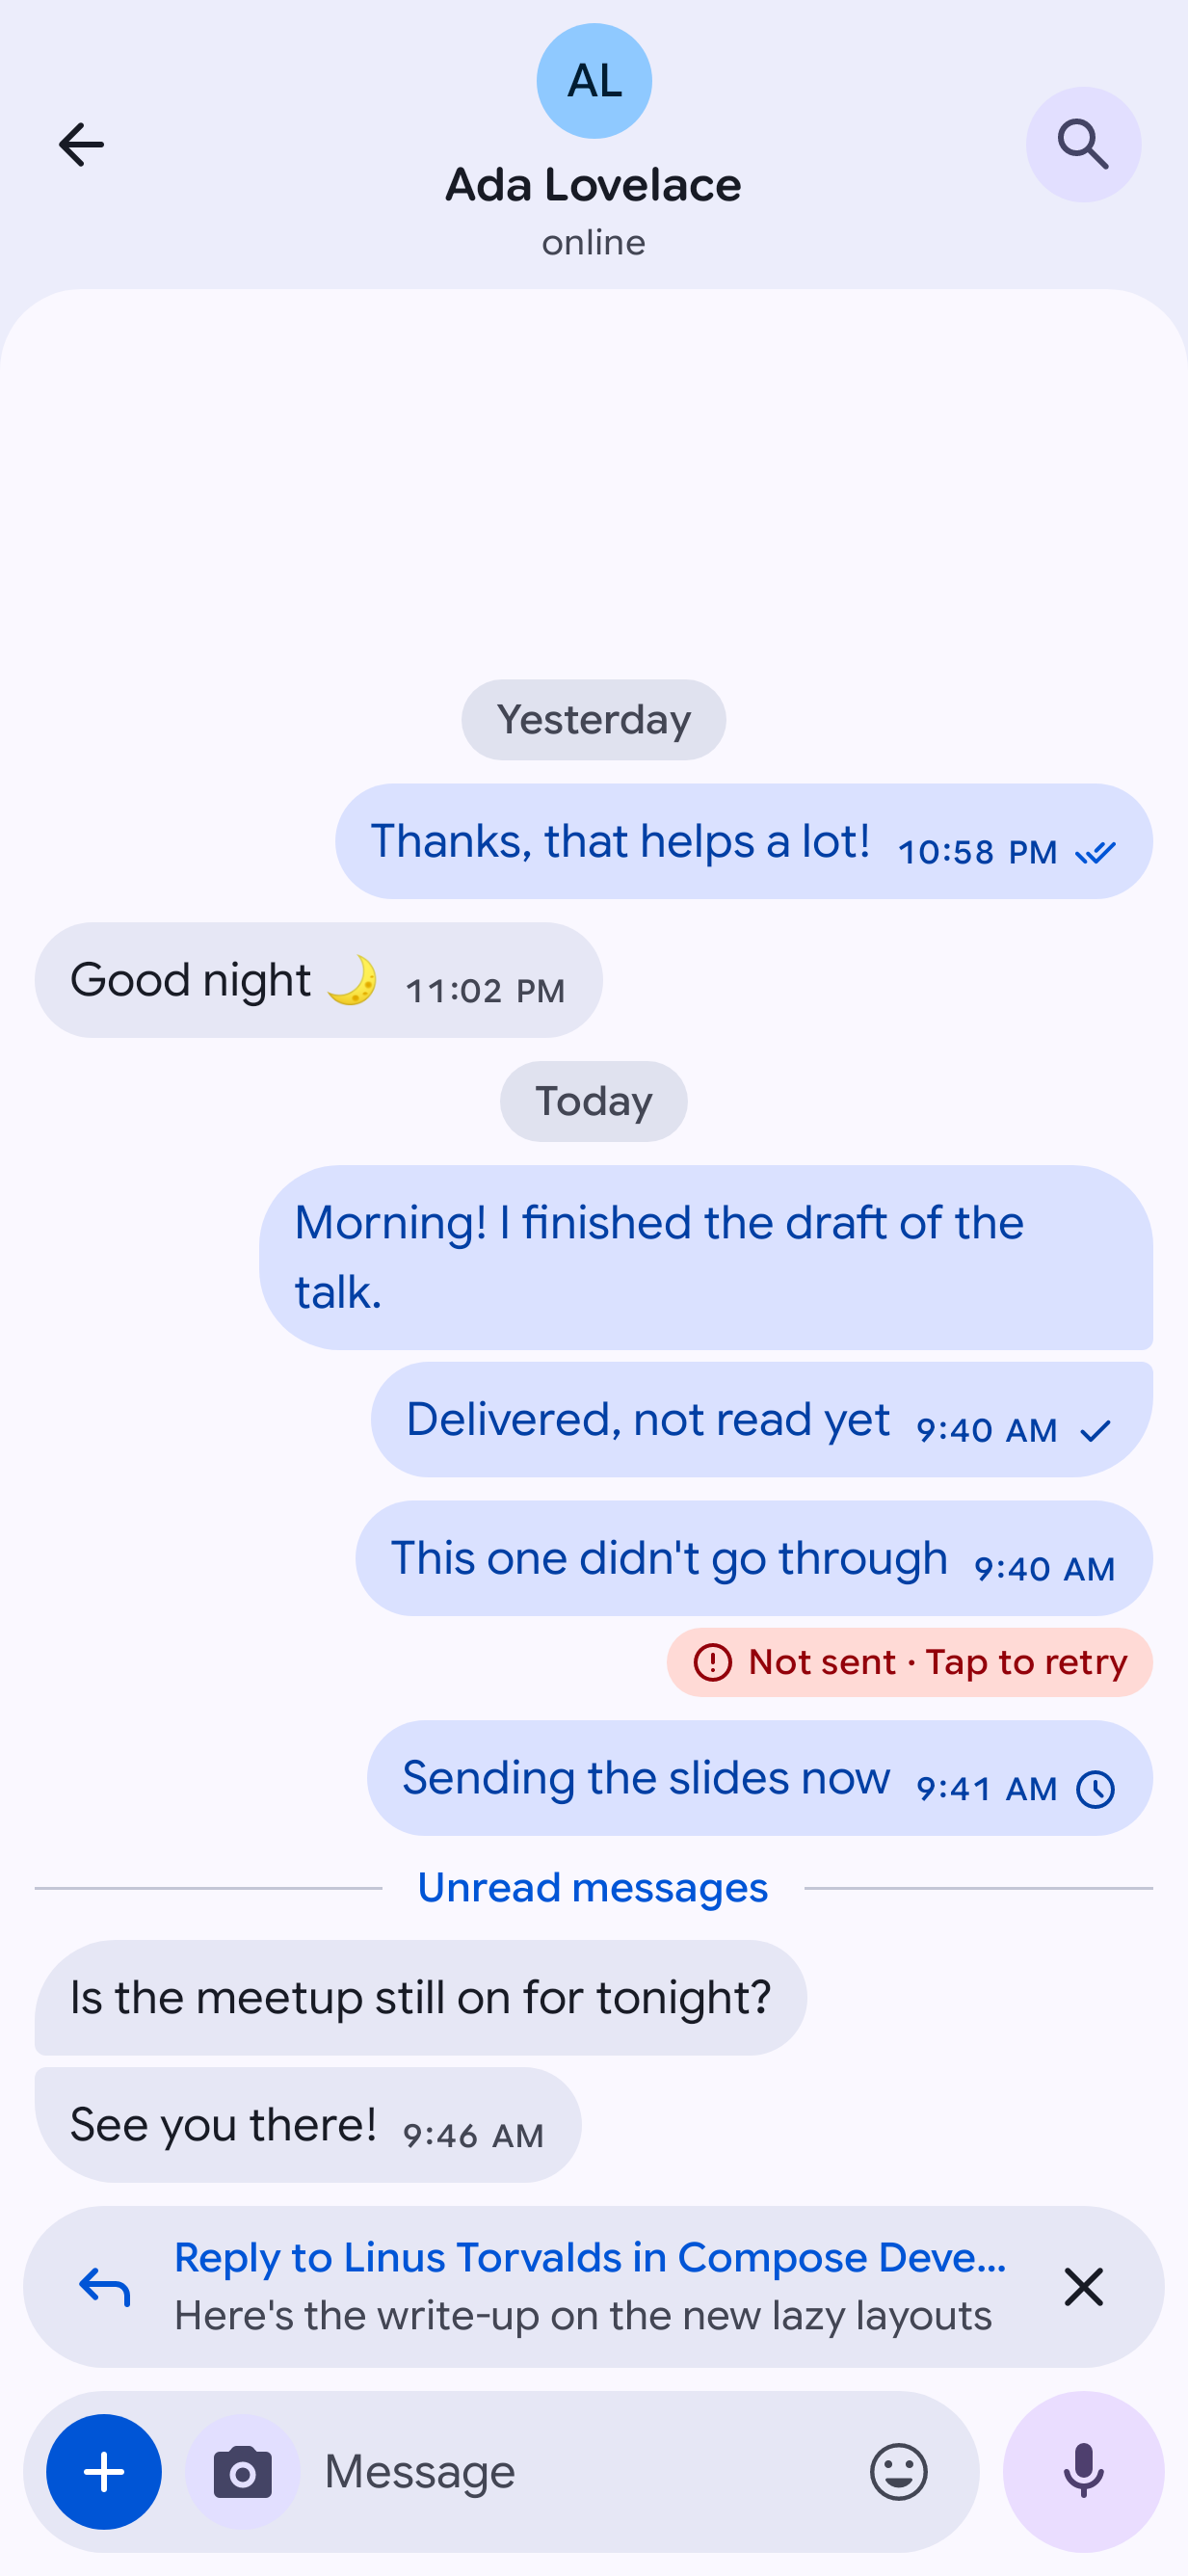 AL
Ada Lovelace
online
Yesterday
Thanks, that helps a lot! 10:58 PM
Good night 🌙 11:02 PM
Today
Morning! I finished the draft of the
talk.
Delivered, not read yet 9:40 AM
This one didn't go through 9:40 AM
Not sent · Tap to retry
Sending the slides now 9:41 AM
Unread messages
Is the meetup still on for tonight?
See you there! 9:46 AM
Reply to Linus Torvalds in Compose Deve...
Here's the write-up on the new lazy layouts
Message